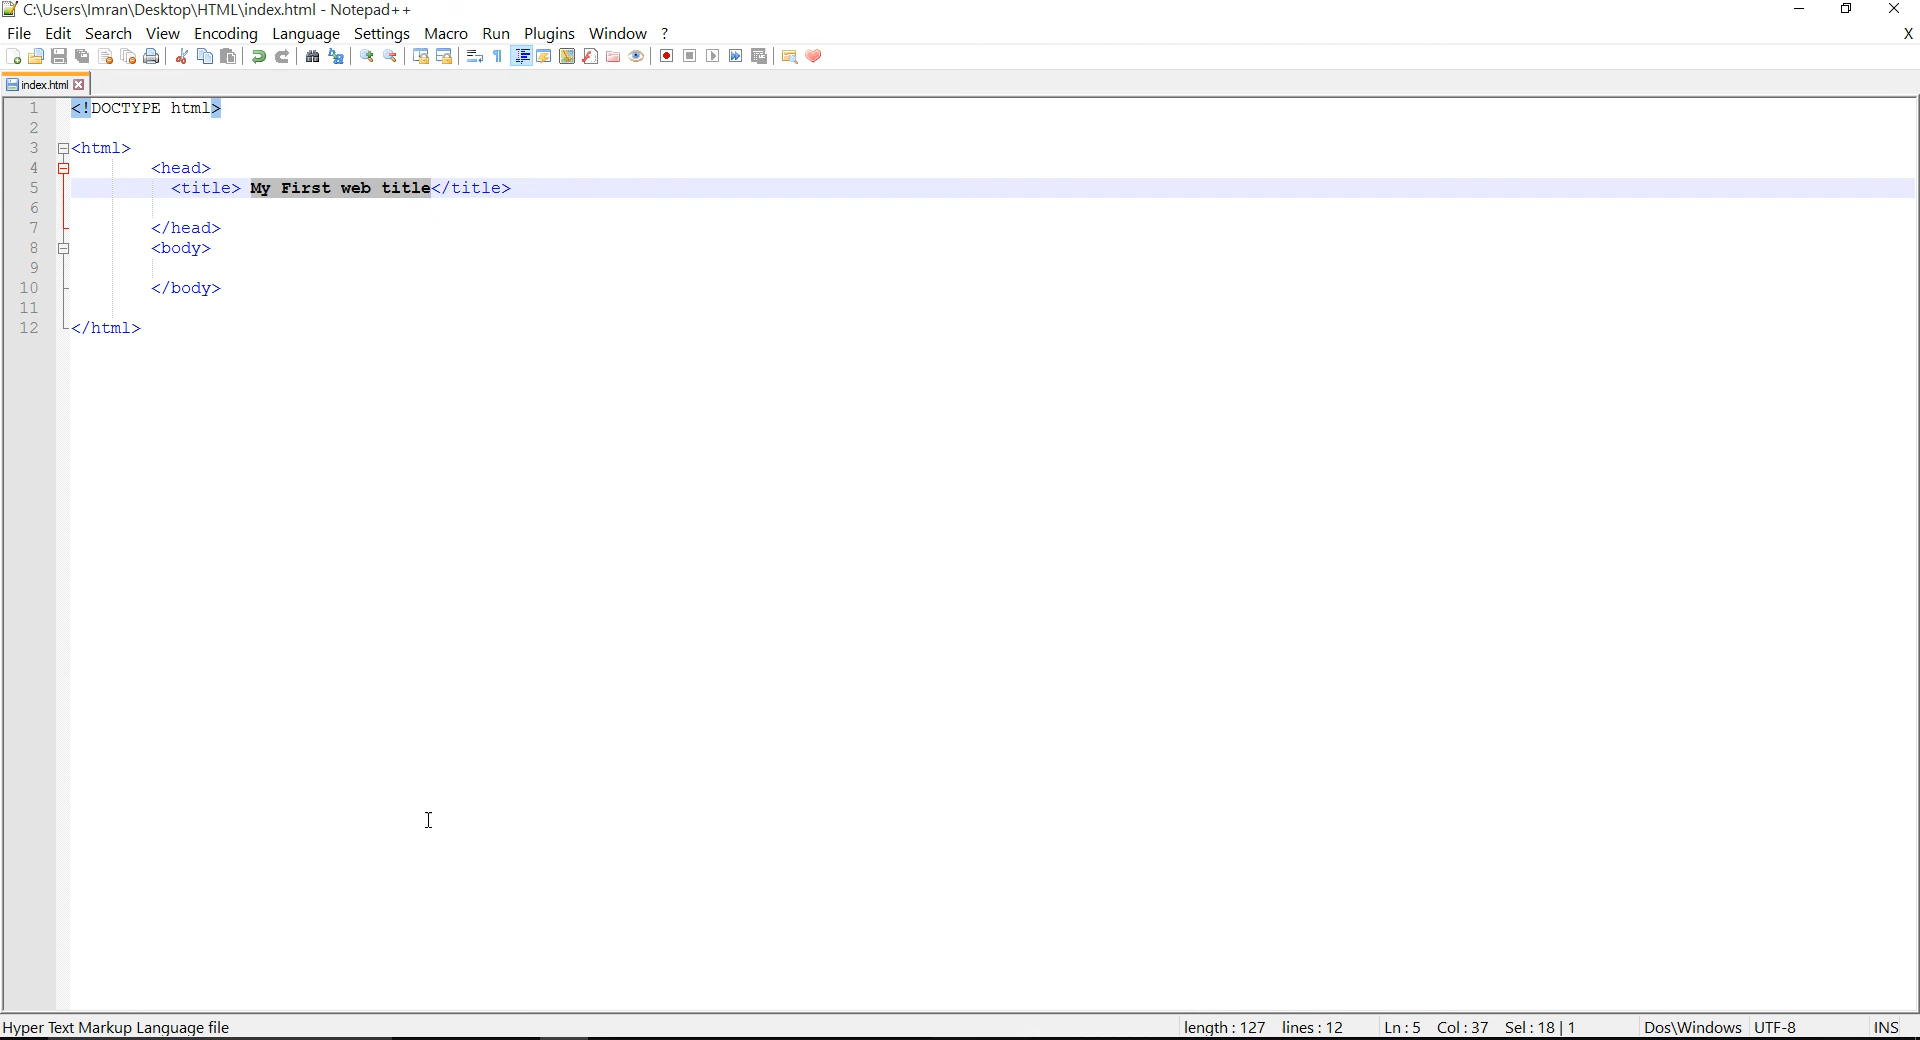 C:\Users\Imran\Desktop\HTML\index.html - Notepad++
File Edit Search View Encoding Language Settings Macro Run Plugins Window ? X
index.html
1 <!DOCTYPE html>
2
3 <html>
4 <head>
5 <title> My First web title</title>
6
7 </head>
8 <body>
9
10 </body>
11
12 </html>
Hyper Text Markup Language file length : 127 lines : 12 Ln : 5 Col : 37 Sel : 18 | 1 Dos\Windows UTF-8 INS